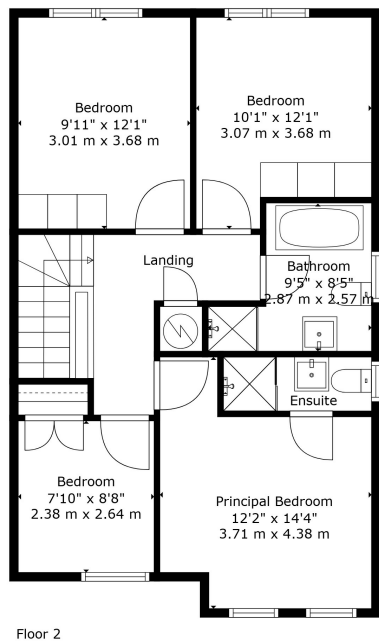 Bedroom
9'11" x 12'1"
3.01 m x 3.68 m
Bedroom
10'1" x 12'1"
3.07 m x 3.68 m
Landing
Bathroom
9'5" x 8'5"
2.87 m x 2.57 m
Ensuite
Bedroom
7'10" x 8'8"
2.38 m x 2.64 m
Principal Bedroom
12'2" x 14'4"
3.71 m x 4.38 m
Floor 2